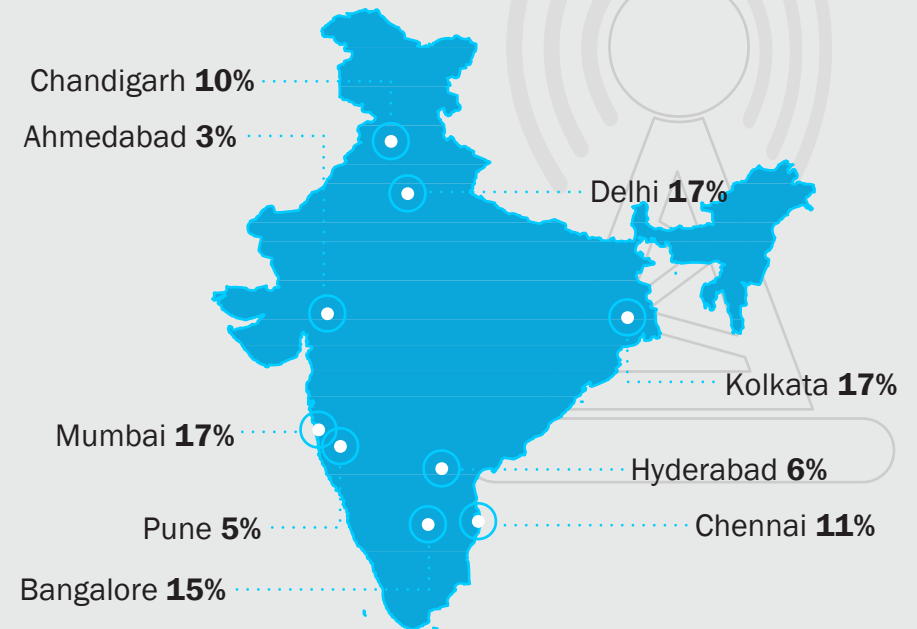 Chandigarh 10%
Ahmedabad 3%
Delhi 17%
Kolkata 17%
Mumbai 17%
Hyderabad 6%
Pune 5%
Chennai 11%
Bangalore 15%